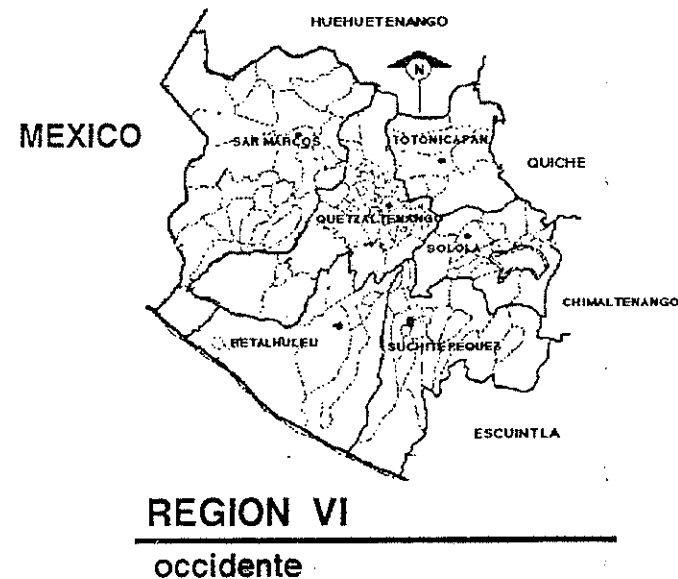 HUEHUETENANGO
N
MEXICO
SAN MARCOS
TOTONICAPAN
QUICHE
QUETZALTENANGO
SOLOLA
CHIMALTENANGO
RETALHULEU
SUCHITEPEQUEZ
ESCUINTLA
REGION VI
occidente